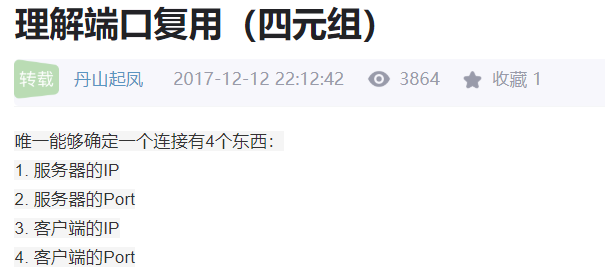 理解端口复用（四元组）
转载 丹山起凤 2017-12-12 22:12:42 3864 收藏 1
唯一能够确定一个连接有4个东西：
1. 服务器的IP
2. 服务器的Port
3. 客户端的IP
4. 客户端的Port